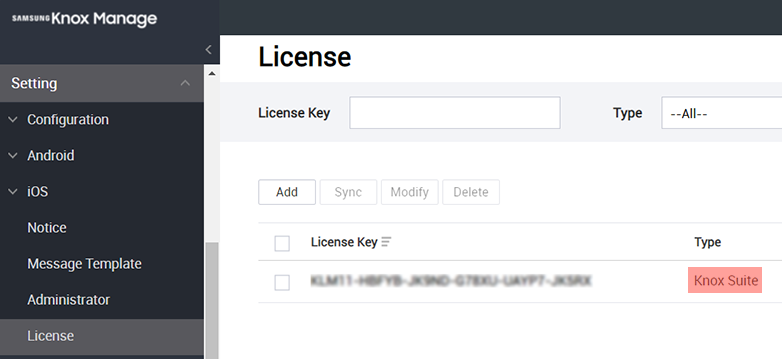 SAMSUNG Knox Manage
Setting
Configuration
Android
iOS
Notice
Message Template
Administrator
License
License
License Key
Type
--All--
Add
Sync
Modify
Delete
License Key
Type
Knox Suite